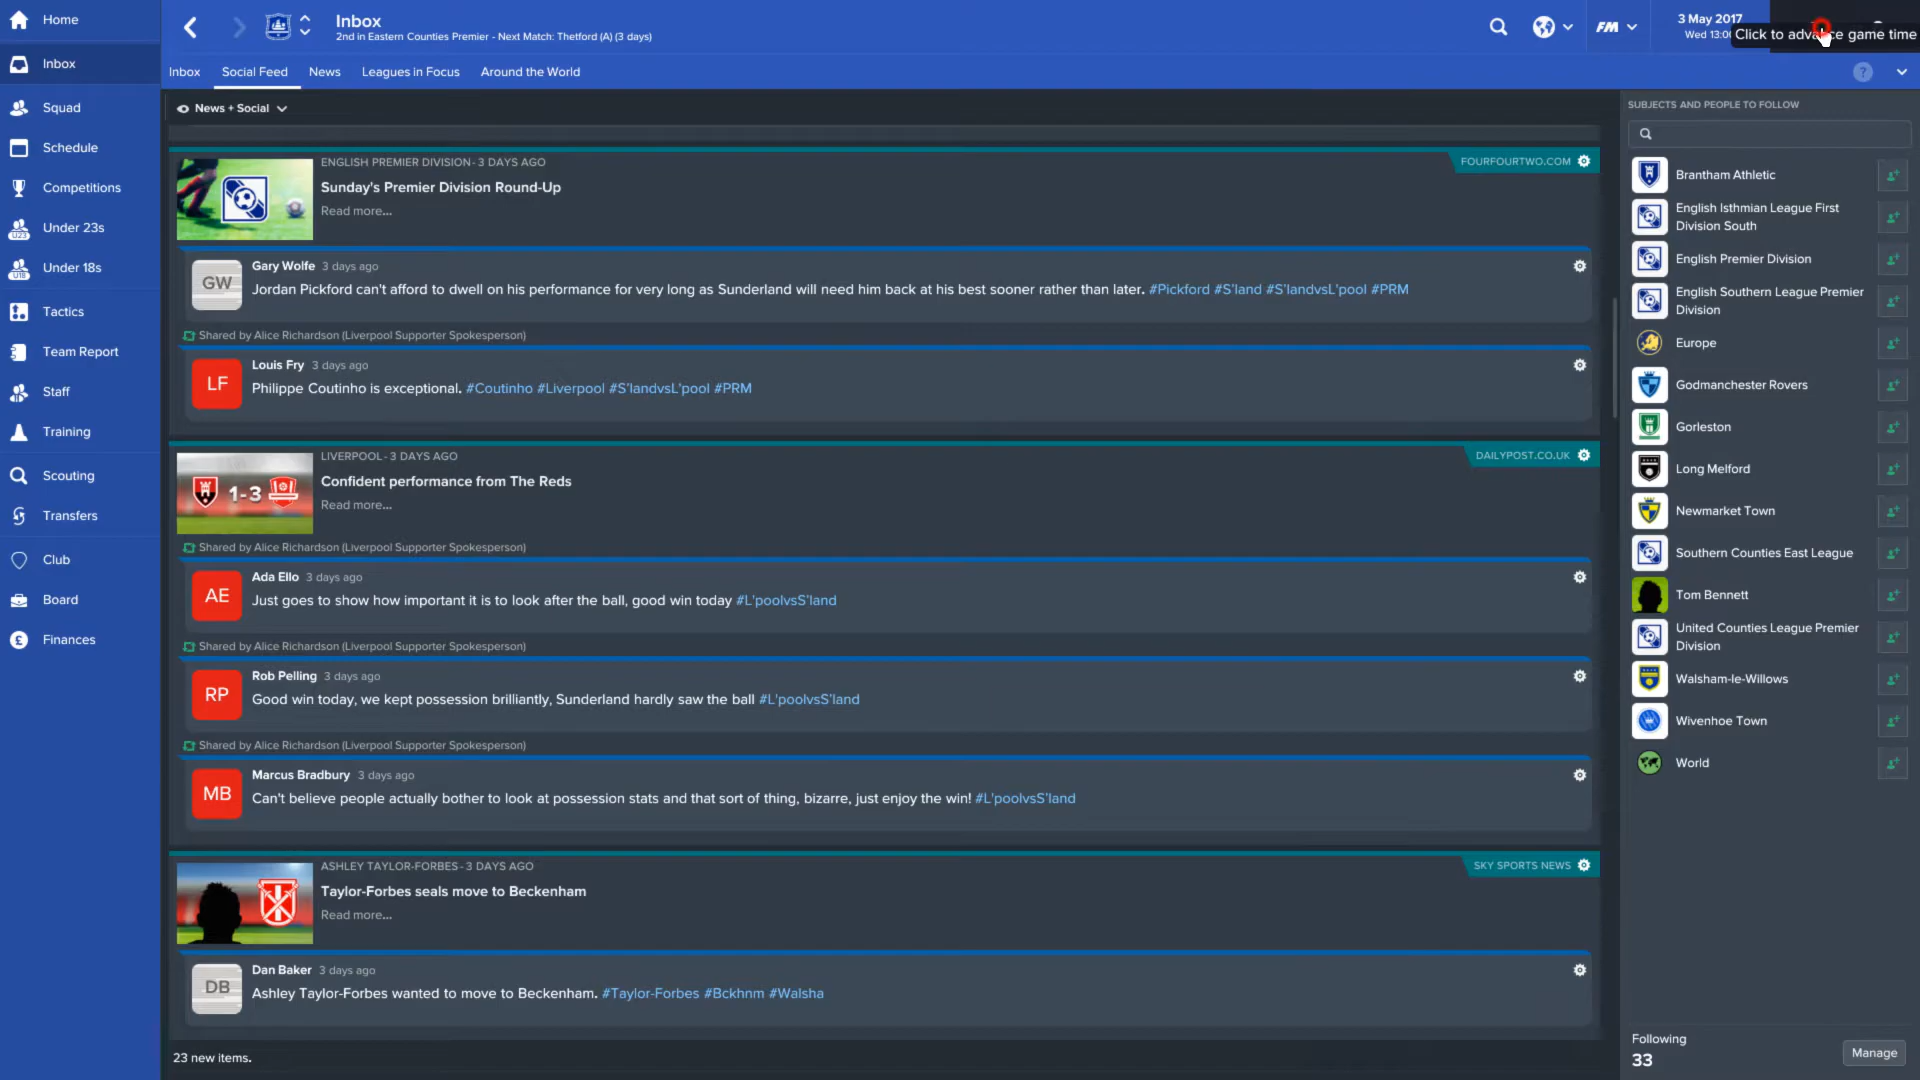 Home
Inbox
Squad
Schedule
Competitions
Under 23s
Under 18s
Tactics
Team Report
Staff
Training
Scouting
Transfers
Club
Board
Finances
Inbox
2nd in Eastern Counties Premier - Next Match: Thetford (A) (3 days)
FM
3 May 2017
Wed 13:00
Click to advance game time
Inbox
Social Feed
News
Leagues in Focus
Around the World
?
News + Social
ENGLISH PREMIER DIVISION - 3 DAYS AGO
FOURFOURTWO.COM
Sunday's Premier Division Round-Up
Read more...
GW
Gary Wolfe 3 days ago
Jordan Pickford can't afford to dwell on his performance for very long as Sunderland will need him back at his best sooner rather than later. #Pickford #S'land #S'landvsL'pool #PRM
Shared by Alice Richardson (Liverpool Supporter Spokesperson)
LF
Louis Fry 3 days ago
Philippe Coutinho is exceptional. #Coutinho #Liverpool #S'landvsL'pool #PRM
LIVERPOOL - 3 DAYS AGO
DAILYPOST.CO.UK
1-3
Confident performance from The Reds
Read more...
Shared by Alice Richardson (Liverpool Supporter Spokesperson)
AE
Ada Ello 3 days ago
Just goes to show how important it is to look after the ball, good win today #L'poolvsS'land
Shared by Alice Richardson (Liverpool Supporter Spokesperson)
RP
Rob Pelling 3 days ago
Good win today, we kept possession brilliantly, Sunderland hardly saw the ball #L'poolvsS'land
Shared by Alice Richardson (Liverpool Supporter Spokesperson)
MB
Marcus Bradbury 3 days ago
Can't believe people actually bother to look at possession stats and that sort of thing, bizarre, just enjoy the win! #L'poolvsS'land
ASHLEY TAYLOR-FORBES - 3 DAYS AGO
SKY SPORTS NEWS
Taylor-Forbes seals move to Beckenham
Read more...
DB
Dan Baker 3 days ago
Ashley Taylor-Forbes wanted to move to Beckenham. #Taylor-Forbes #Bckhnm #Walsha
23 new items.
SUBJECTS AND PEOPLE TO FOLLOW
Brantham Athletic
English Isthmian League First
Division South
English Premier Division
English Southern League Premier
Division
Europe
Godmanchester Rovers
Gorleston
Long Melford
Newmarket Town
Southern Counties East League
Tom Bennett
United Counties League Premier
Division
Walsham-le-Willows
Wivenhoe Town
World
Following
33
Manage